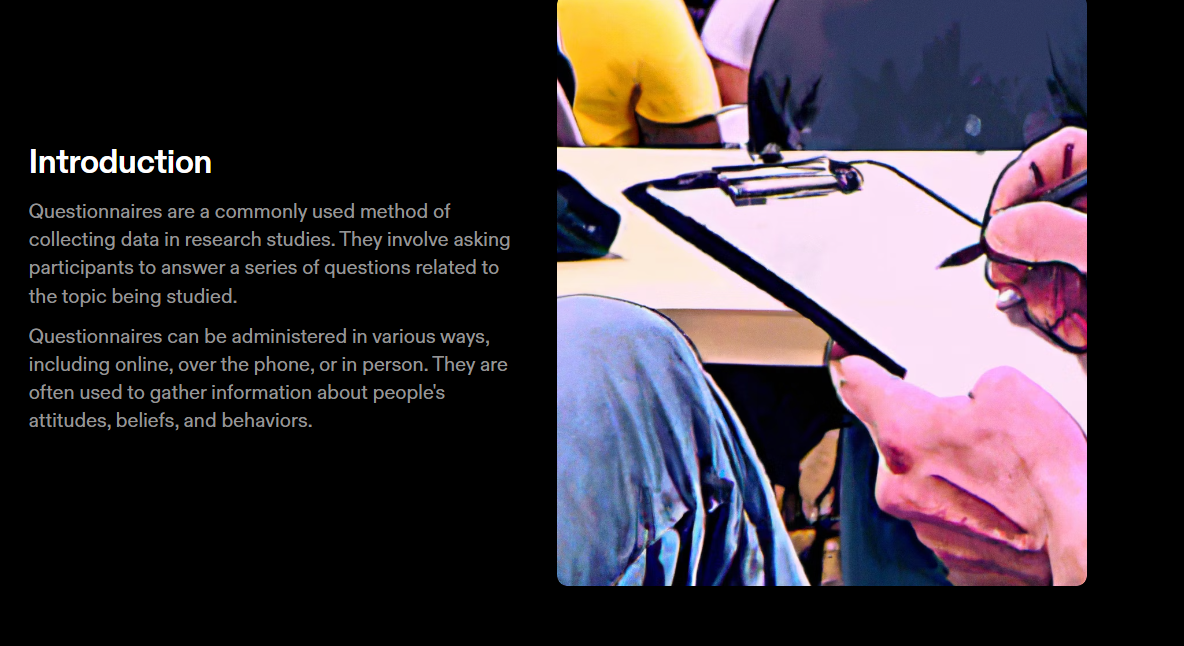 Introduction
Questionnaires are a commonly used method of
collecting data in research studies. They involve asking
participants to answer a series of questions related to
the topic being studied.
Questionnaires can be administered in various ways,
including online, over the phone, or in person. They are
often used to gather information about people's
attitudes, beliefs, and behaviors.